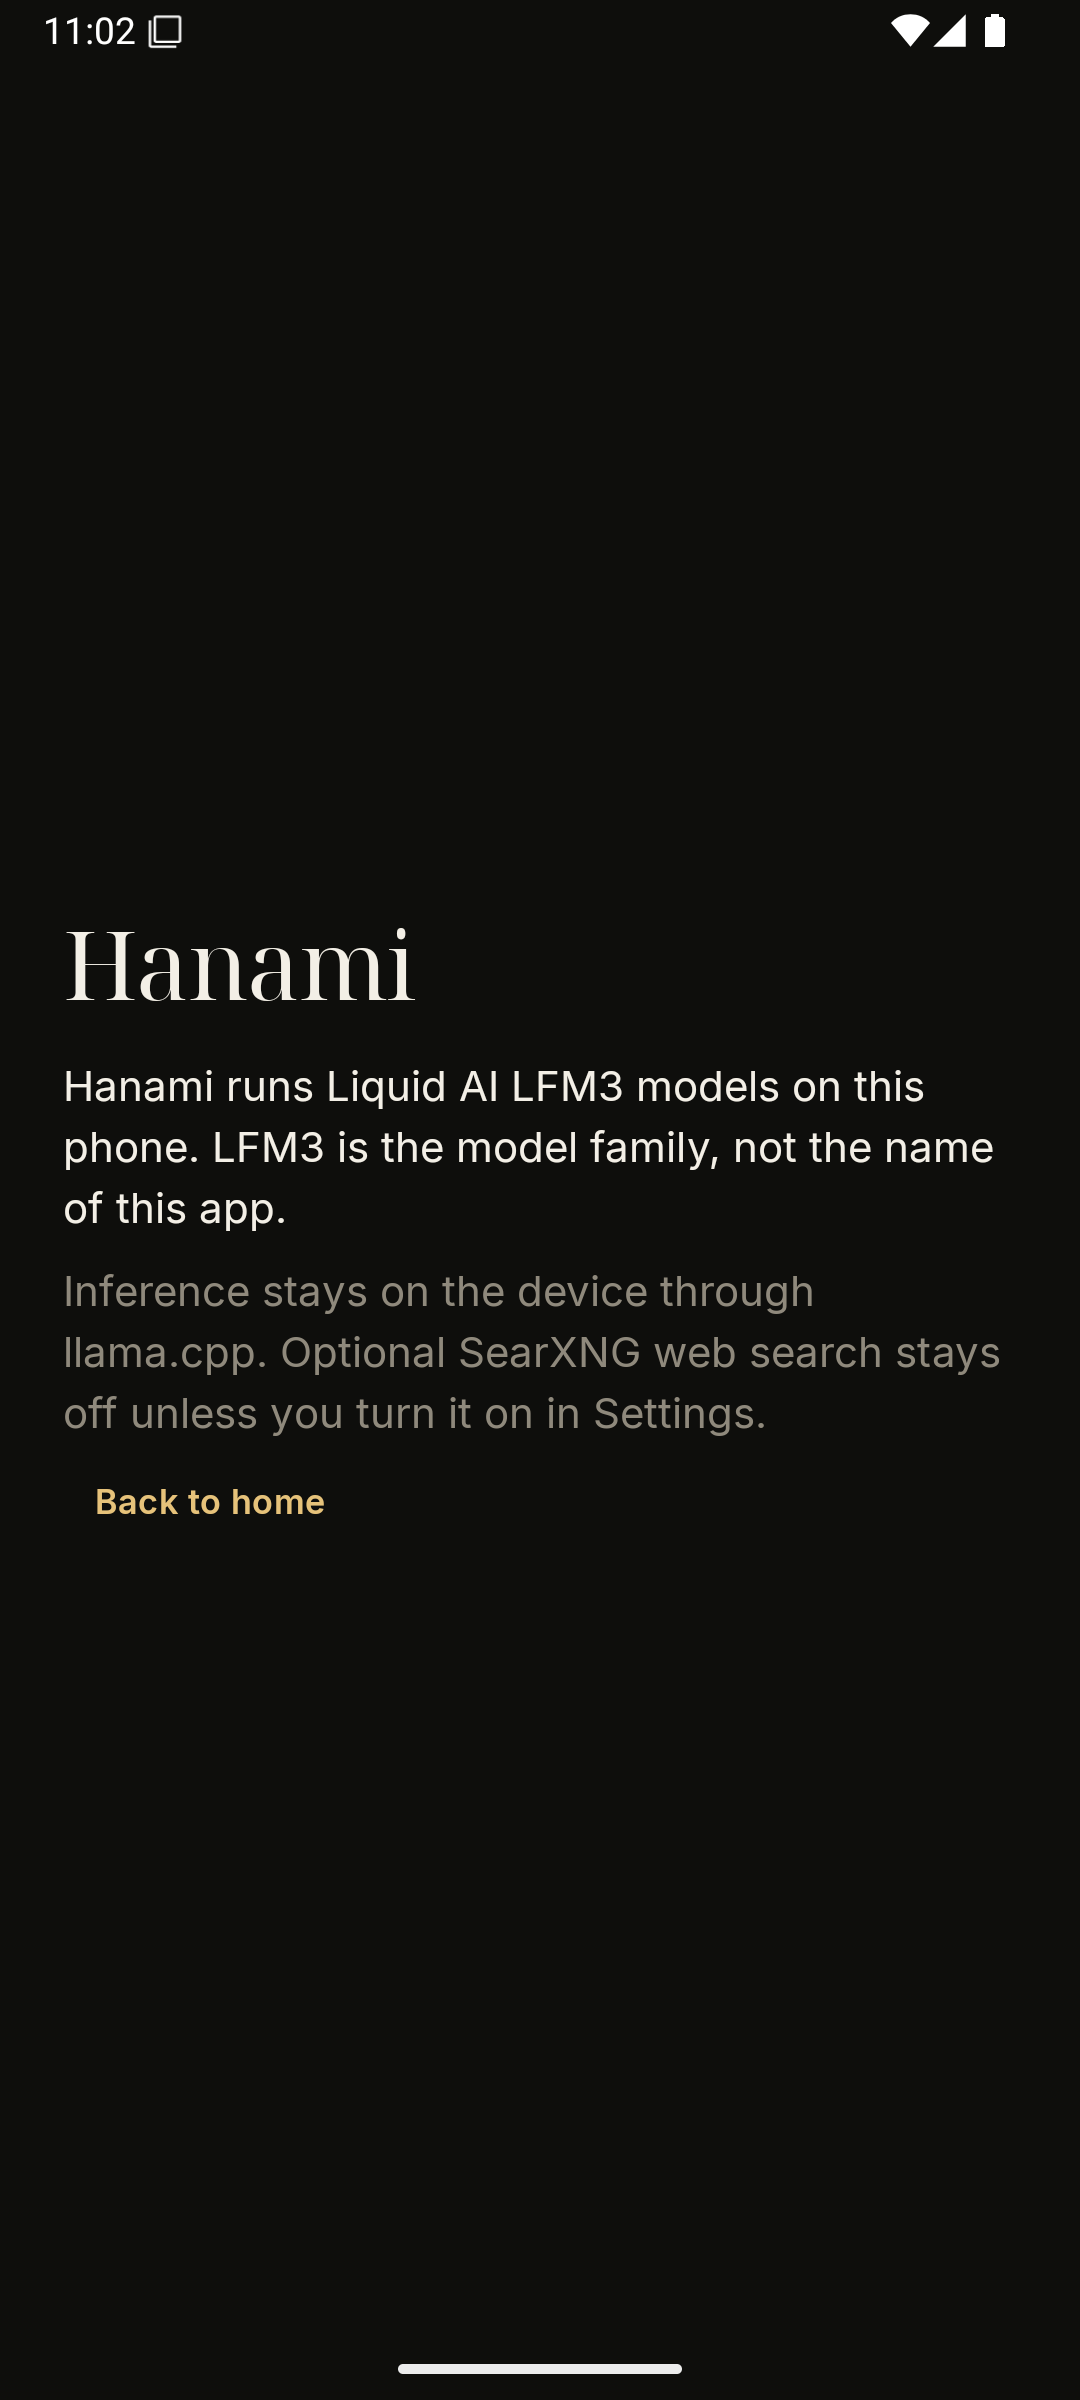 11:02
Hanami
Hanami runs Liquid AI LFM3 models on this
phone. LFM3 is the model family, not the name
of this app.
Inference stays on the device through
llama.cpp. Optional SearXNG web search stays
off unless you turn it on in Settings.
Back to home